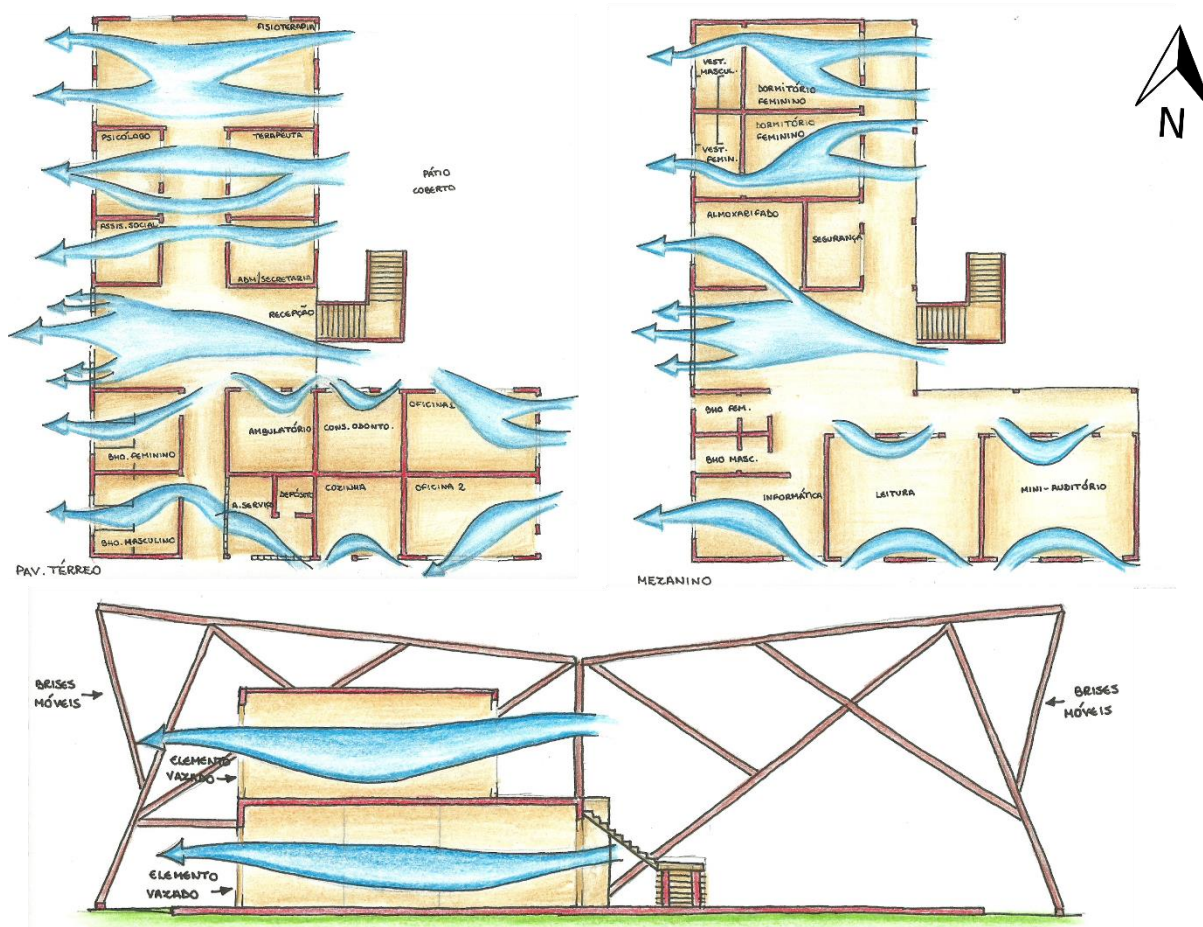 FISIOTERAPIA
PSICÓLOGO
TERAPEUTA
PÁTIO
COBERTO
ASSIS. SOCIAL
ADM/SECRETARIA
RECEPÇÃO
AMBULATÓRIO
CONS. ODONTO.
OFICINA 1
BHO. FEMININO
A. SERVIÇO
DEPÓSITO
COZINHA
OFICINA 2
BHO. MASCULINO
PAV. TÉRREO
VEST.
MASCUL.
DORMITÓRIO
FEMININO
DORMITÓRIO
FEMININO
VEST.
FEMIN.
ALMOXARIFADO
SEGURANÇA
BHO FEM.
BHO MASC.
INFORMÁTICA
LEITURA
MINI-AUDITÓRIO
MEZANINO
N
BRISES
MÓVEIS
ELEMENTO
VAZADO
ELEMENTO
VAZADO
BRISES
MÓVEIS